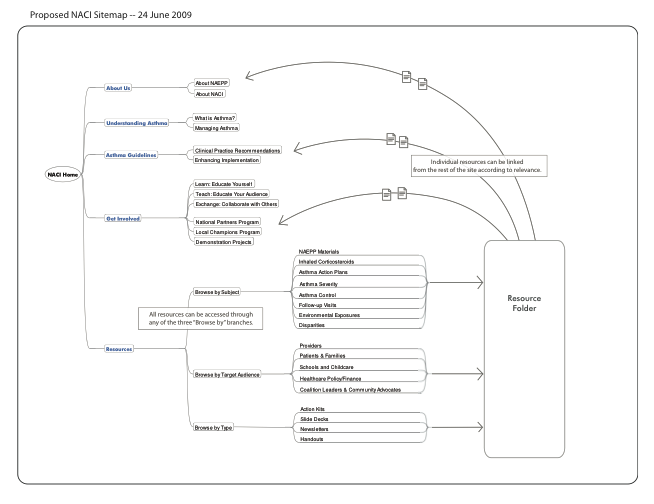 Proposed NACI Sitemap -- 24 June 2009
NACI Home
About Us
About NAEPP
About NACI
Understanding Asthma
What is Asthma?
Managing Asthma
Asthma Guidelines
Clinical Practice Recommendations
Enhancing Implementation
Get Involved
Learn: Educate Yourself
Teach: Educate Your Audience
Exchange: Collaborate with Others
National Partners Program
Local Champions Program
Demonstration Projects
Resources
All resources can be accessed through
any of the three "Browse by" branches.
Browse by Subject
NAEPP Materials
Inhaled Corticosteroids
Asthma Action Plans
Asthma Severity
Asthma Control
Follow-up Visits
Environmental Exposures
Disparities
Browse by Target Audience
Providers
Patients & Families
Schools and Childcare
Healthcare Policy/Finance
Coalition Leaders & Community Advocates
Browse by Type
Action Kits
Slide Decks
Newsletters
Handouts
Individual resources can be linked
from the rest of the site according to relevance.
Resource
Folder